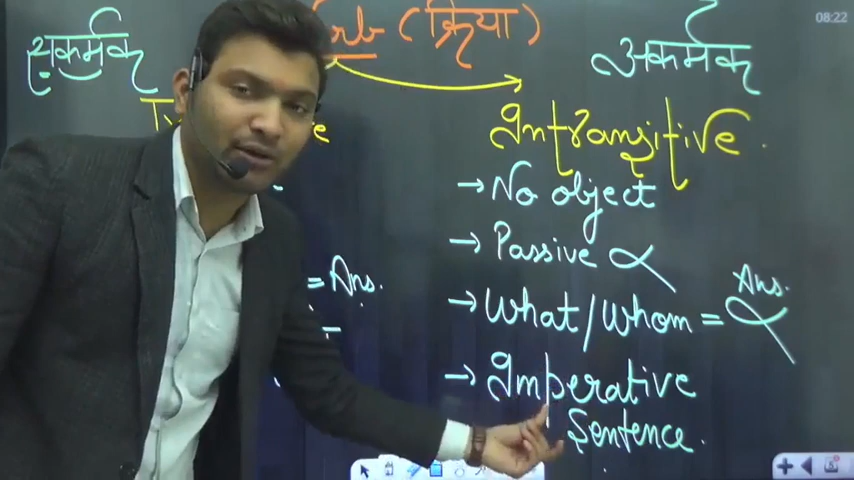 08:22
सकर्मक (क्रिया) अकर्मक
Intransitive.
→ No object
→ Passive ×
= Ans.
Ans.
→ What/Whom = ×
→ Imperative
Sentence.